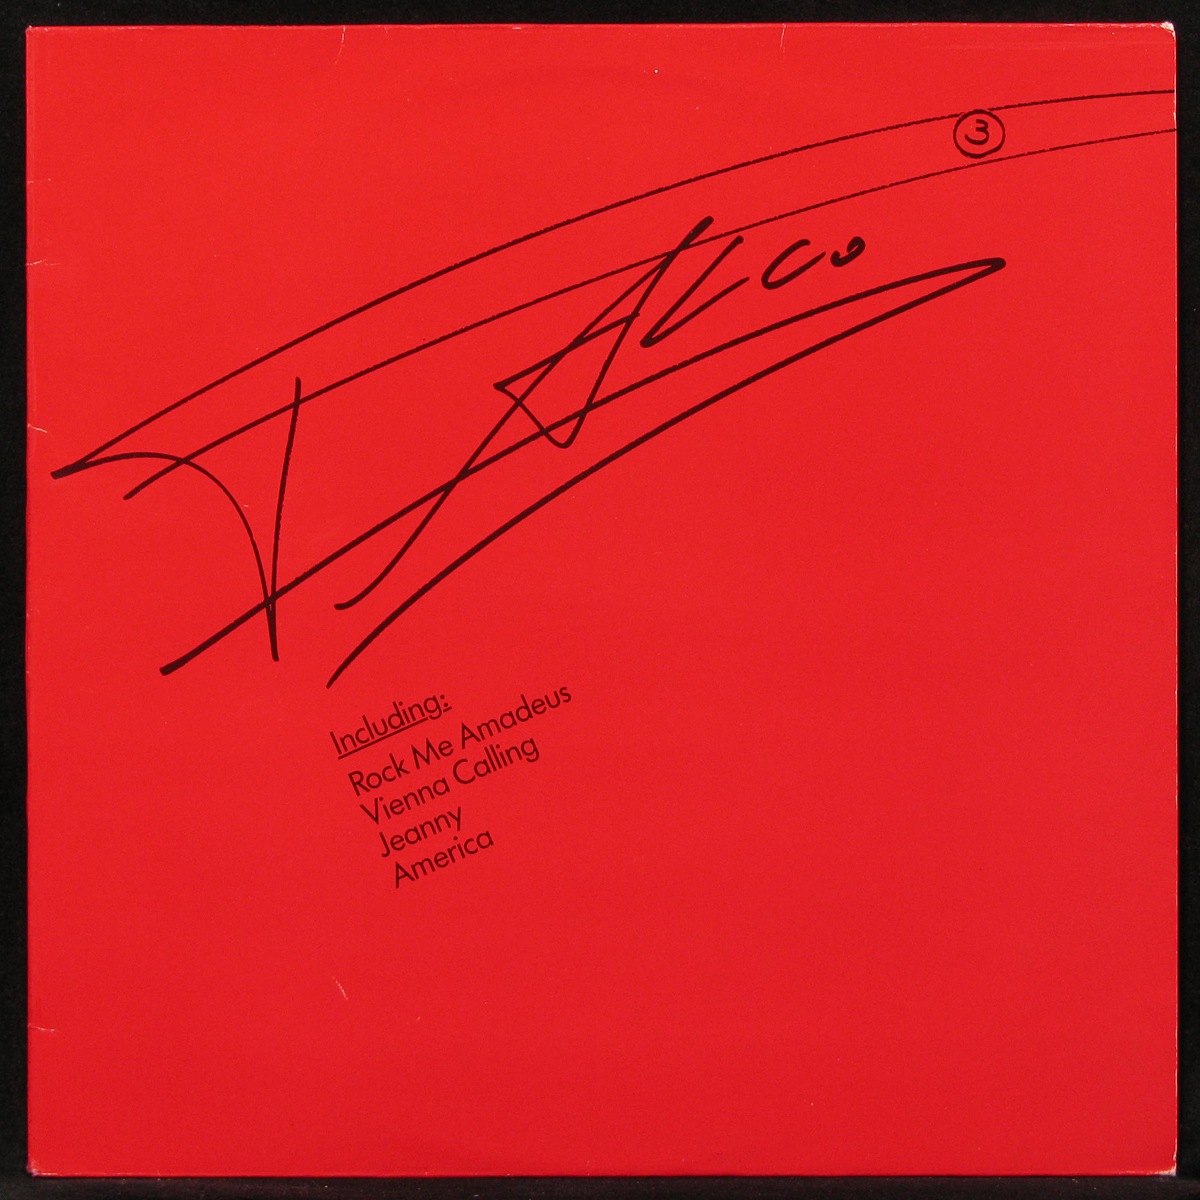 3
FALCO
Including:
Rock Me Amadeus
Vienna Calling
Jeanny
America